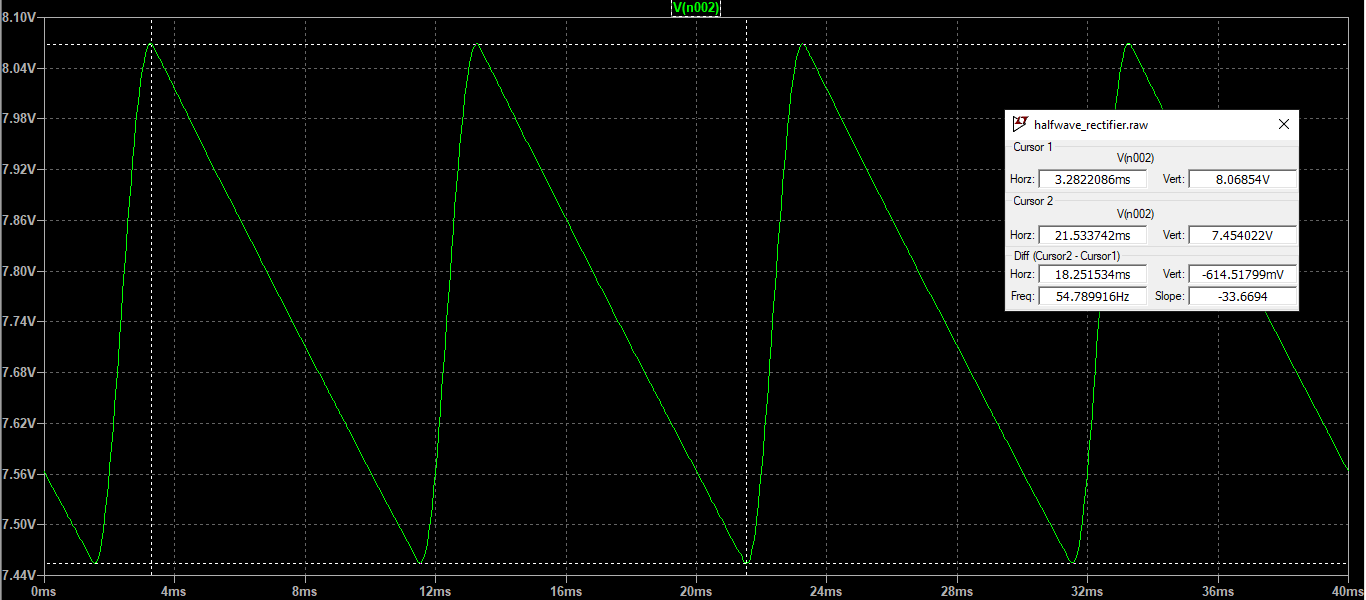 V(n002)
8.10V
8.04V
7.98V
7.92V
7.86V
7.80V
7.74V
7.68V
7.62V
7.56V
7.50V
7.44V
0ms 4ms 8ms 12ms 16ms 20ms 24ms 28ms 32ms 36ms 40ms
halfwave_rectifier.raw
Cursor 1
V(n002)
Horz: 3.2822086ms Vert: 8.06854V
Cursor 2
V(n002)
Horz: 21.533742ms Vert: 7.454022V
Diff (Cursor2 - Cursor1)
Horz: 18.251534ms Vert: -614.51799mV
Freq: 54.789916Hz Slope: -33.6694